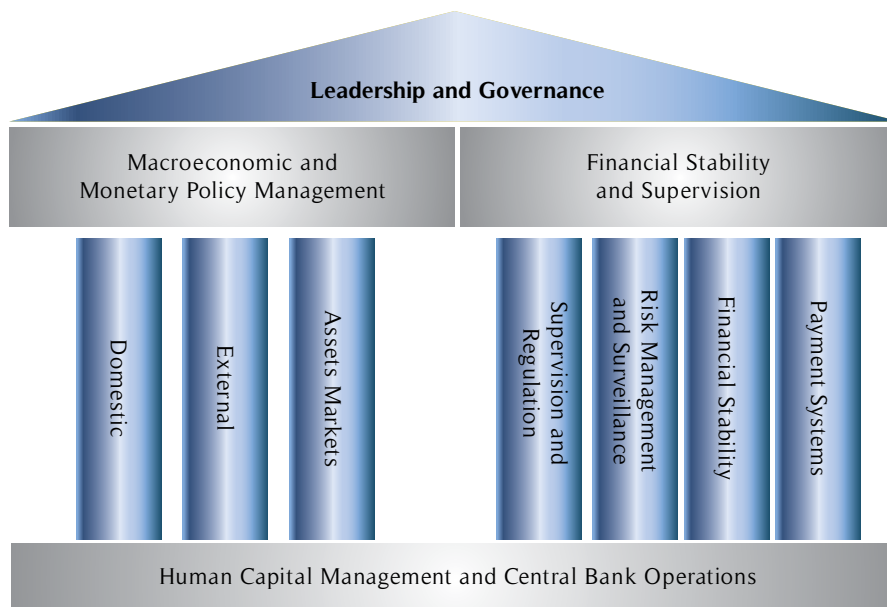 Leadership and Governance
Macroeconomic and
Monetary Policy Management
Financial Stability
and Supervision
Domestic
External
Assets Markets
Supervision and
Regulation
Risk Management
and Surveillance
Financial Stability
Payment Systems
Human Capital Management and Central Bank Operations